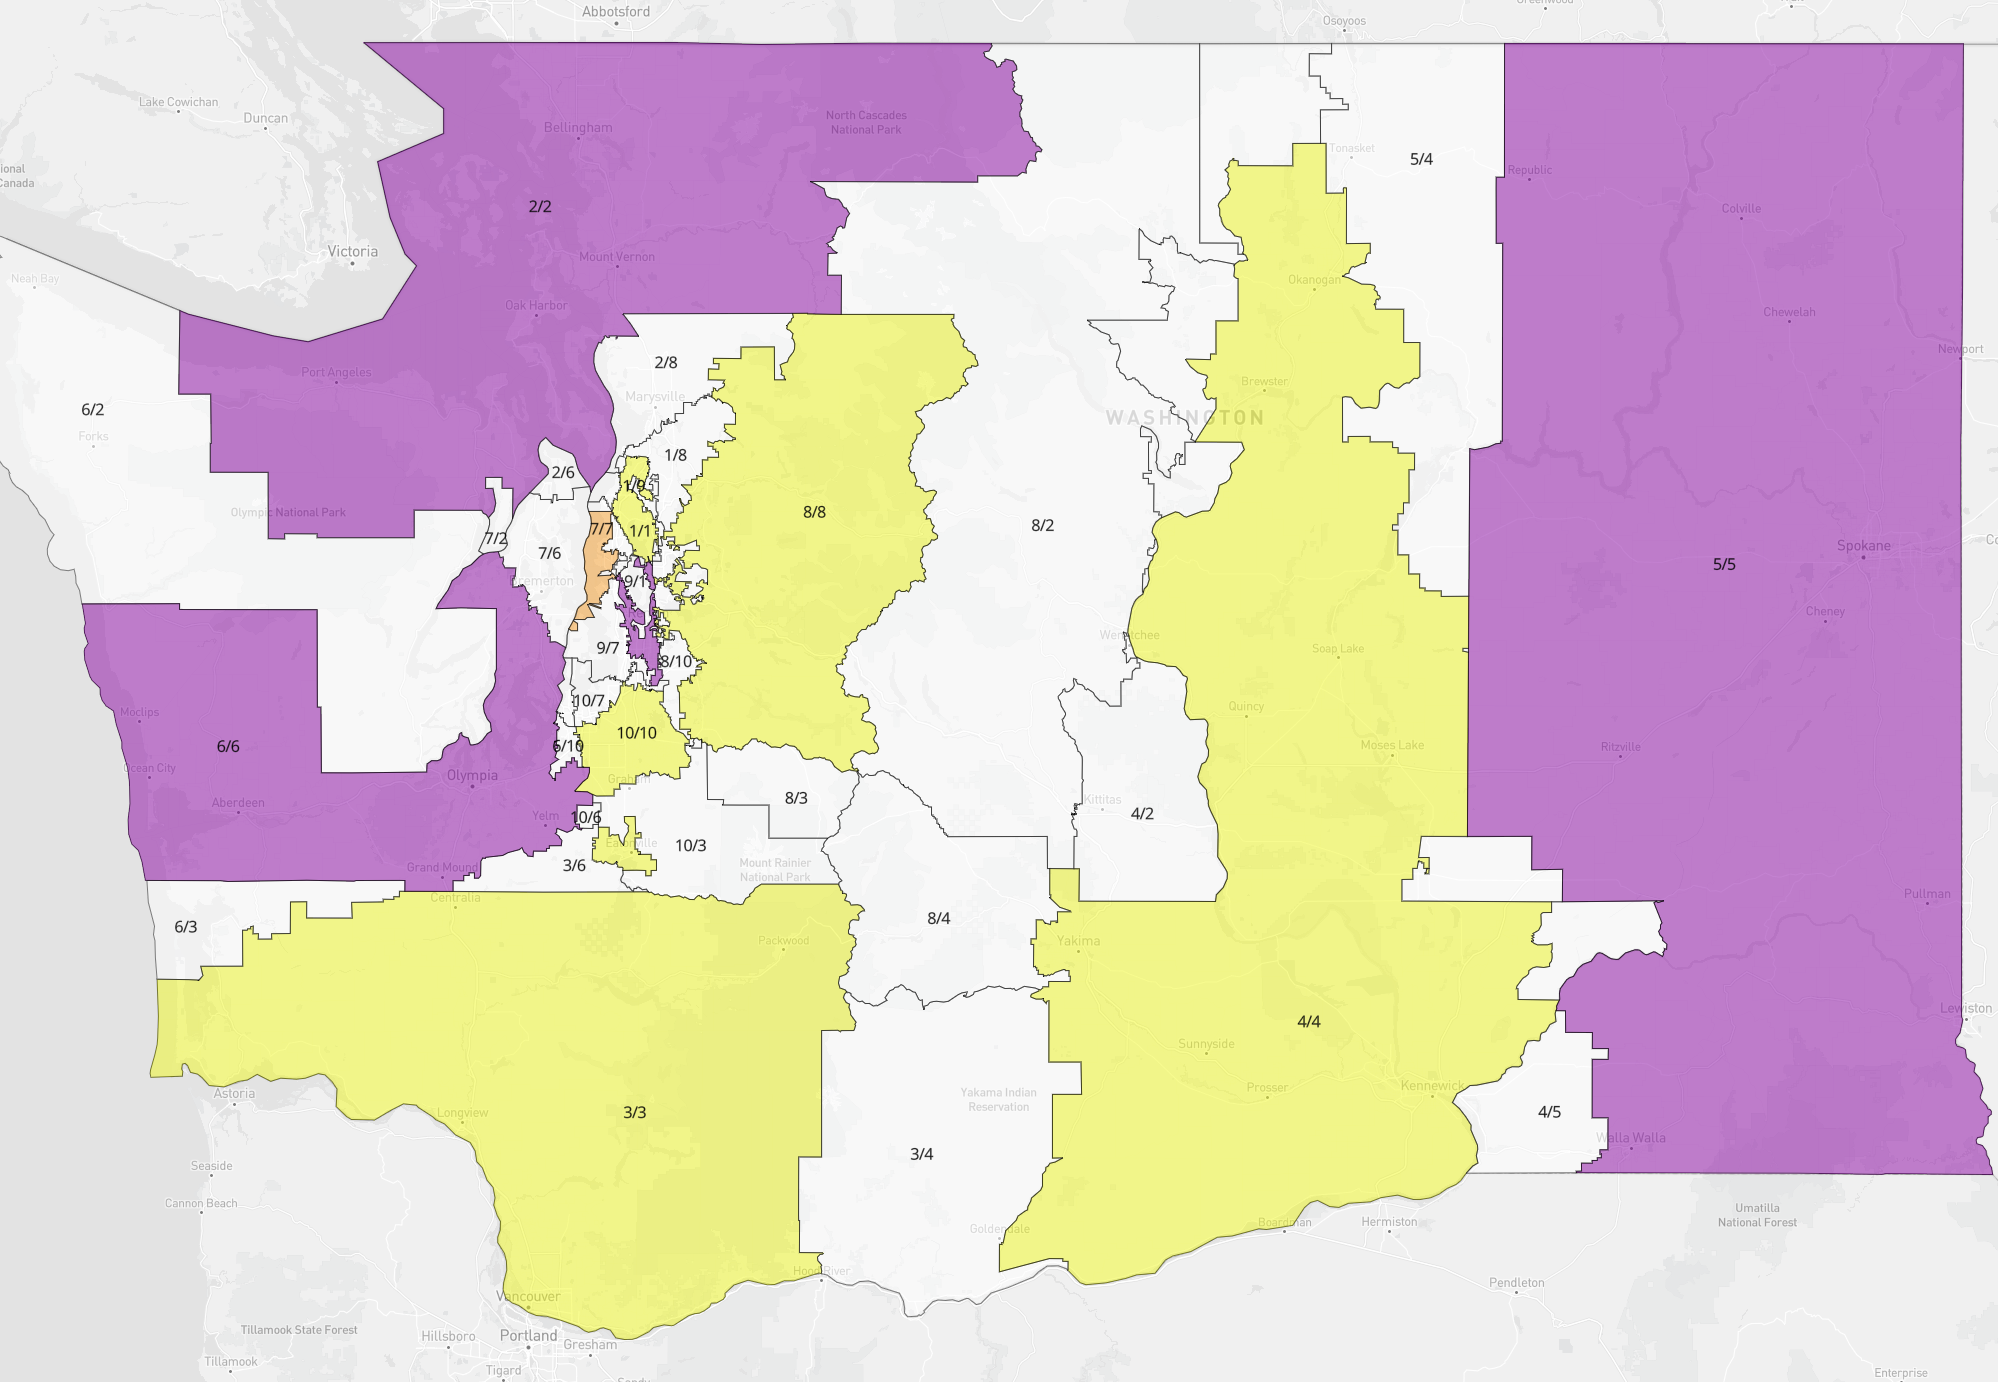 Abbotsford
Osoyoos
Lake Cowichan
Duncan
North Cascades
National Park
Bellingham
Tonasket
5/4
Republic
ional
Canada
2/2
Colville
Victoria
Mount Vernon
Neah Bay
Okanogan
Oak Harbor
Chewelah
Newport
2/8
Port Angeles
Brewster
Marysville
6/2
WASHINGTON
Forks
1/8
2/6
1/9
Olympic National Park
8/8
8/2
7/7
1/1
7/2
Spokane
7/6
5/5
Bremerton
9/1
Cheney
Wenatchee
9/7
Soap Lake
8/10
10/7
Quincy
Moclips
10/10
6/6
6/10
Moses Lake
Ritzville
Ocean City
Olympia
Graham
8/3
Kittitas
Aberdeen
4/2
Yelm
10/6
Eatonville
10/3
Grand Mound
3/6
Mount Rainier
National Park
Centralia
Pullman
6/3
8/4
Packwood
Yakima
Lewiston
4/4
Sunnyside
Astoria
Prosser
Kennewick
Yakama Indian
Reservation
Longview
3/3
4/5
Walla Walla
3/4
Seaside
Cannon Beach
Umatilla
National Forest
Goldendale
Boardman
Hermiston
Hood River
Pendleton
Vancouver
Tillamook State Forest
Hillsboro
Portland
Gresham
Tillamook
Tigard
Enterprise